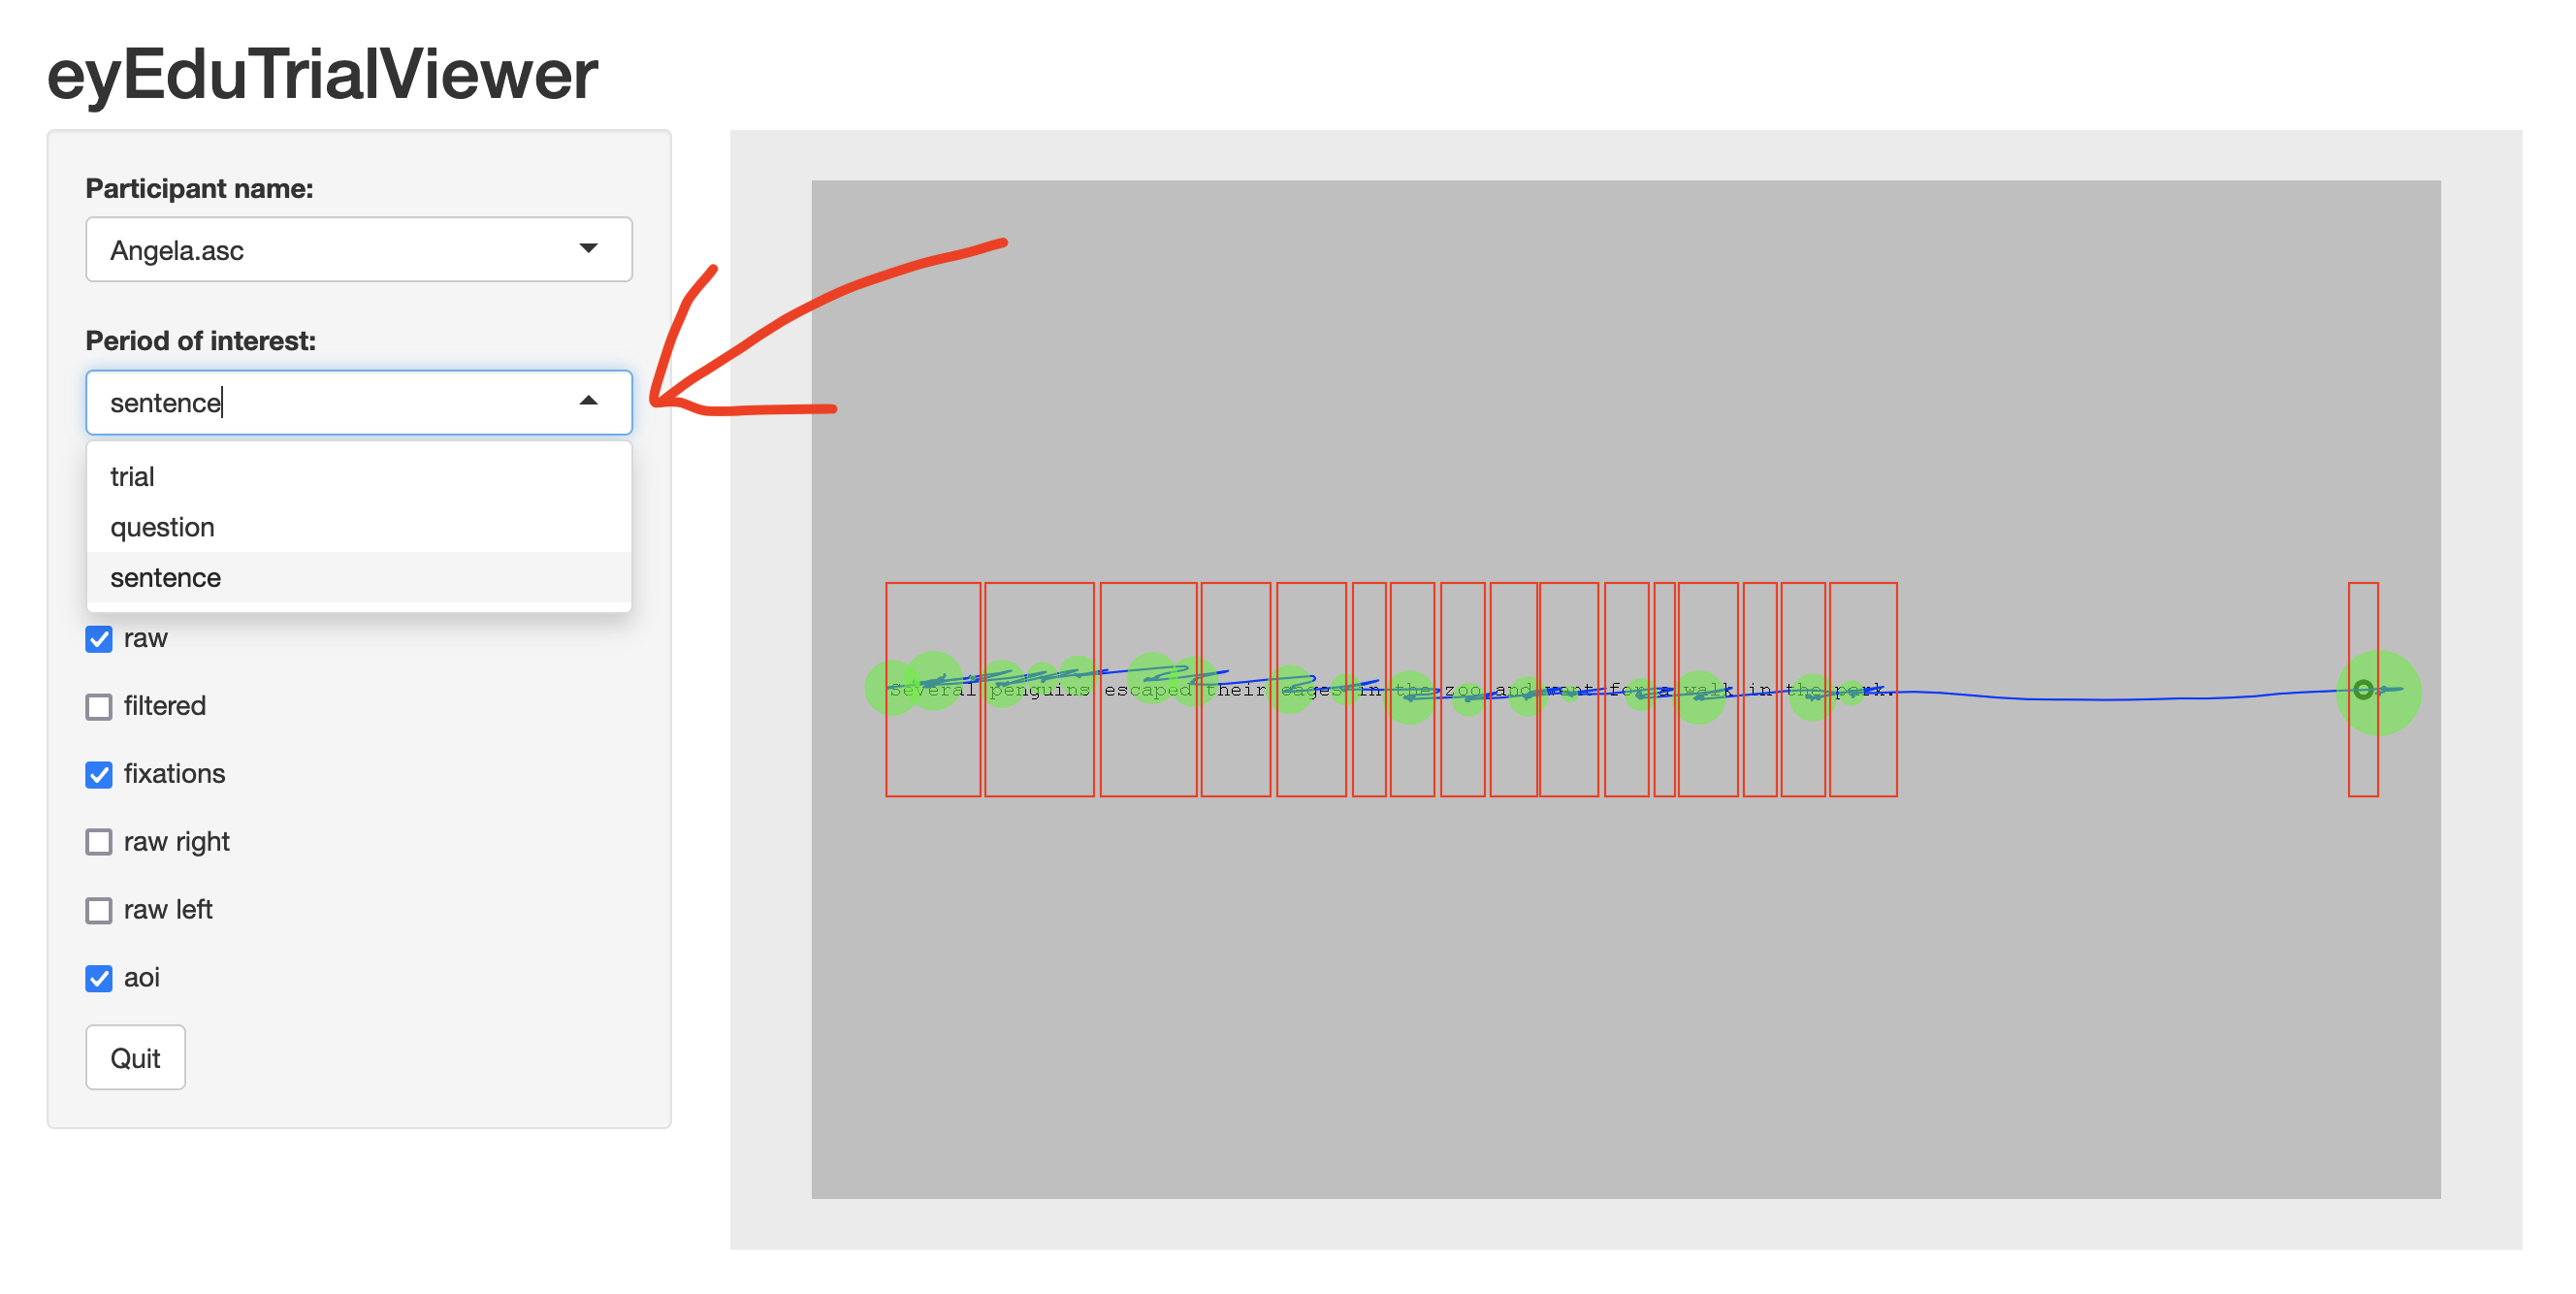 eyEduTrialViewer
Participant name:
Angela.asc
Period of interest:
sentence
trial
question
sentence
raw
filtered
fixations
raw right
raw left
aoi
Quit
Several penguins escaped their cages in the zoo and went for a walk in the park.